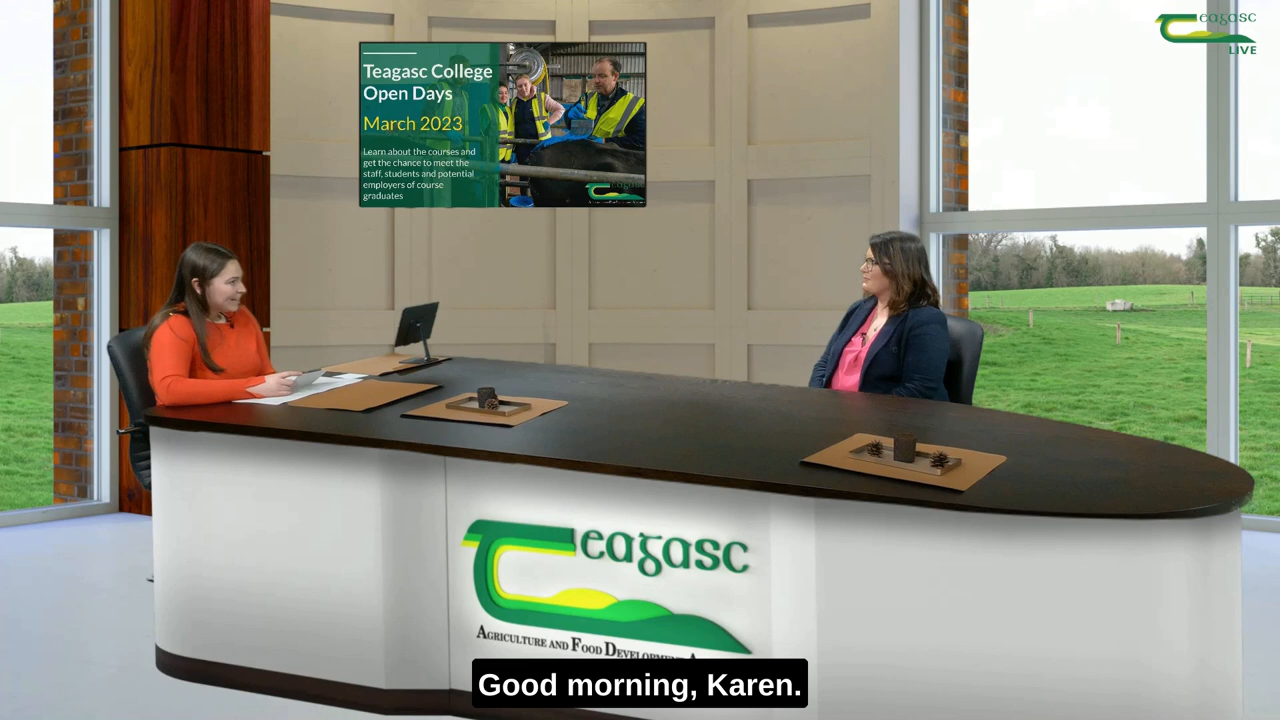 Teagasc College
Open Days
March 2023
Learn about the courses and
get the chance to meet the
staff, students and potential
employers of course
graduates
Teagasc
Teagasc
LIVE
Teagasc
AGRICULTURE AND FOOD DEVELOPMENT
Good morning, Karen.